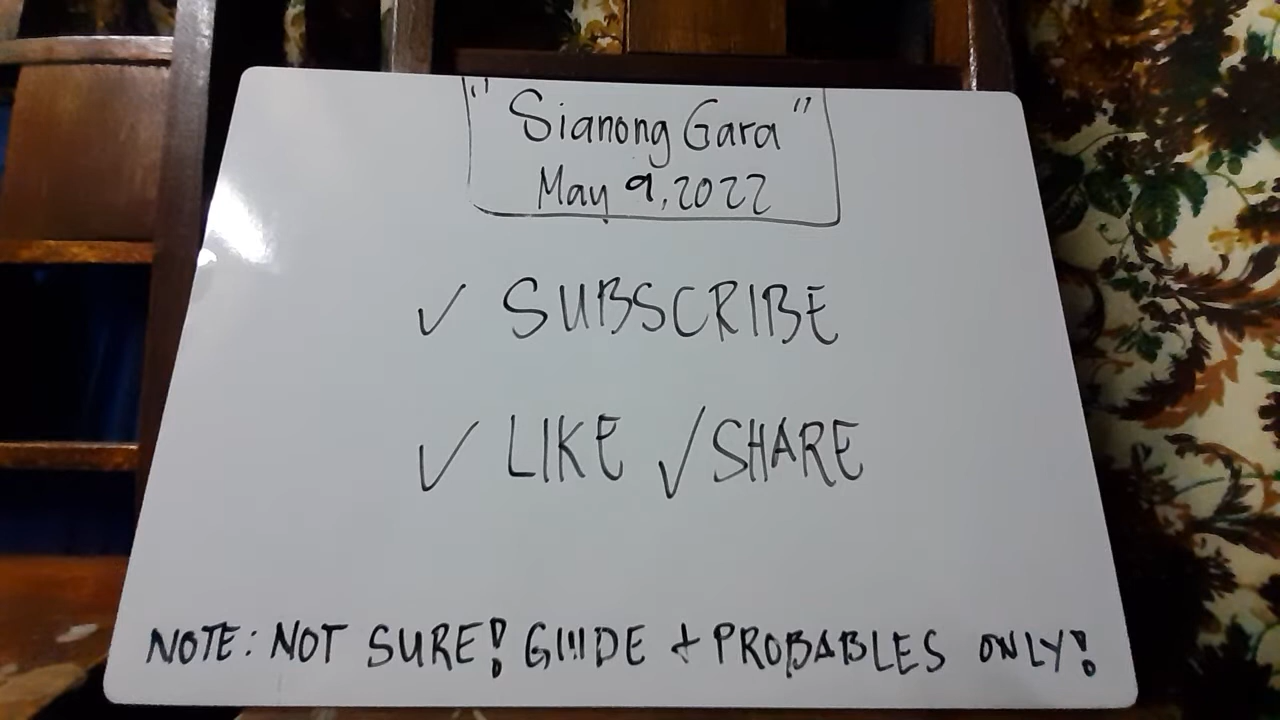 "Sianong Gara"
May 9, 2022
✓ SUBSCRIBE
✓ LIKE ✓ SHARE
NOTE: NOT SURE! GUIDE + PROBABLES ONLY!